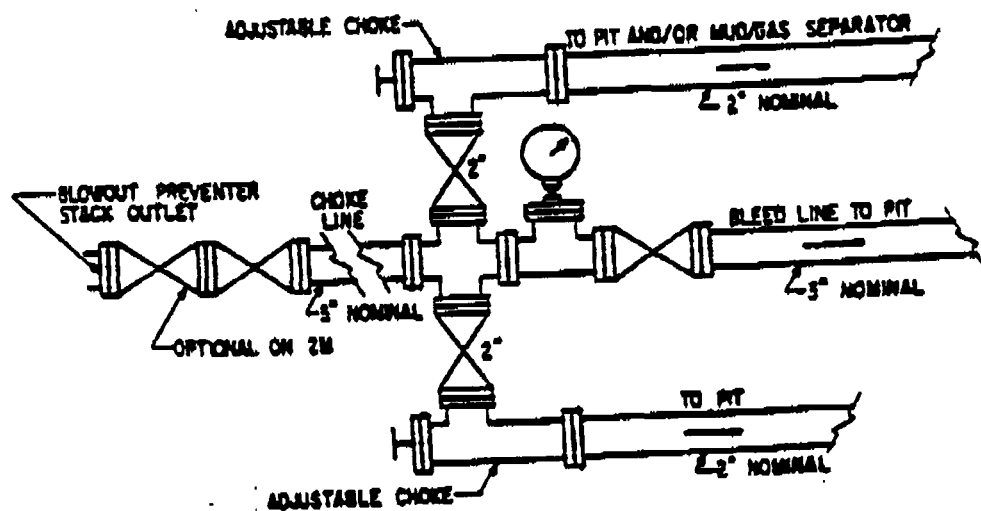 ADJUSTABLE CHOKE
TO PIT AND/OR MUD/GAS SEPARATOR
2" NOMINAL
2"
BLOWOUT PREVENTER
STACK OUTLET
CHOKE
LINE
BLEED LINE TO PIT
3" NOMINAL
3" NOMINAL
OPTIONAL ON 2M
2"
TO PIT
2" NOMINAL
ADJUSTABLE CHOKE